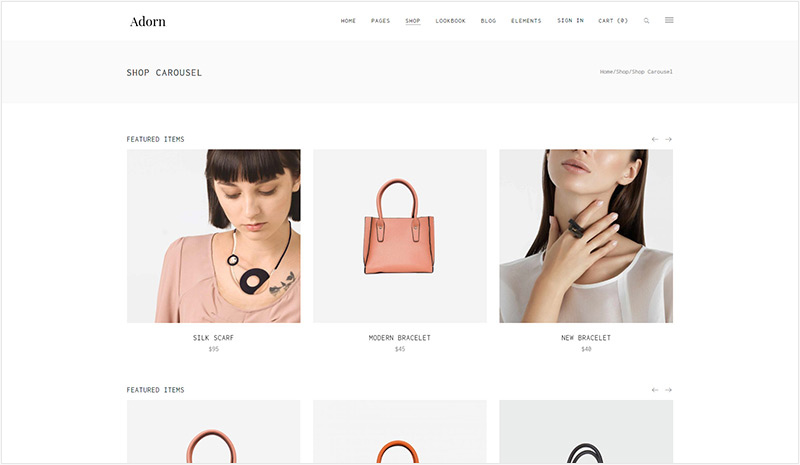 Adorn
HOME PAGES SHOP LOOKBOOK BLOG ELEMENTS SIGN IN CART (0)
SHOP CAROUSEL
Home/Shop/Shop Carousel
FEATURED ITEMS
SILK SCARF
$95
MODERN BRACELET
$45
NEW BRACELET
$40
FEATURED ITEMS